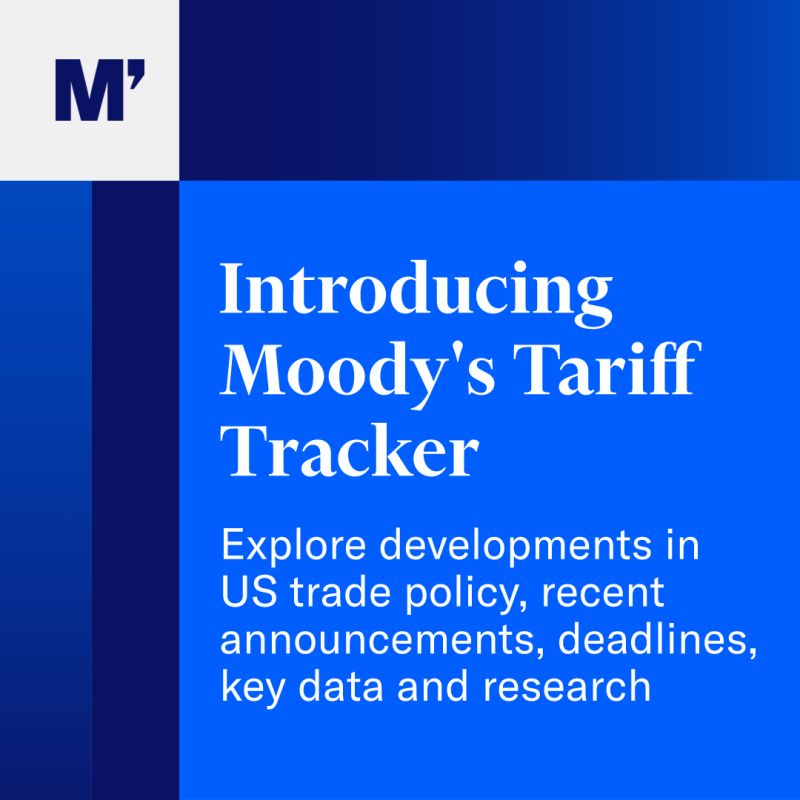 M’
Introducing
Moody's Tariff
Tracker
Explore developments in
US trade policy, recent
announcements, deadlines,
key data and research